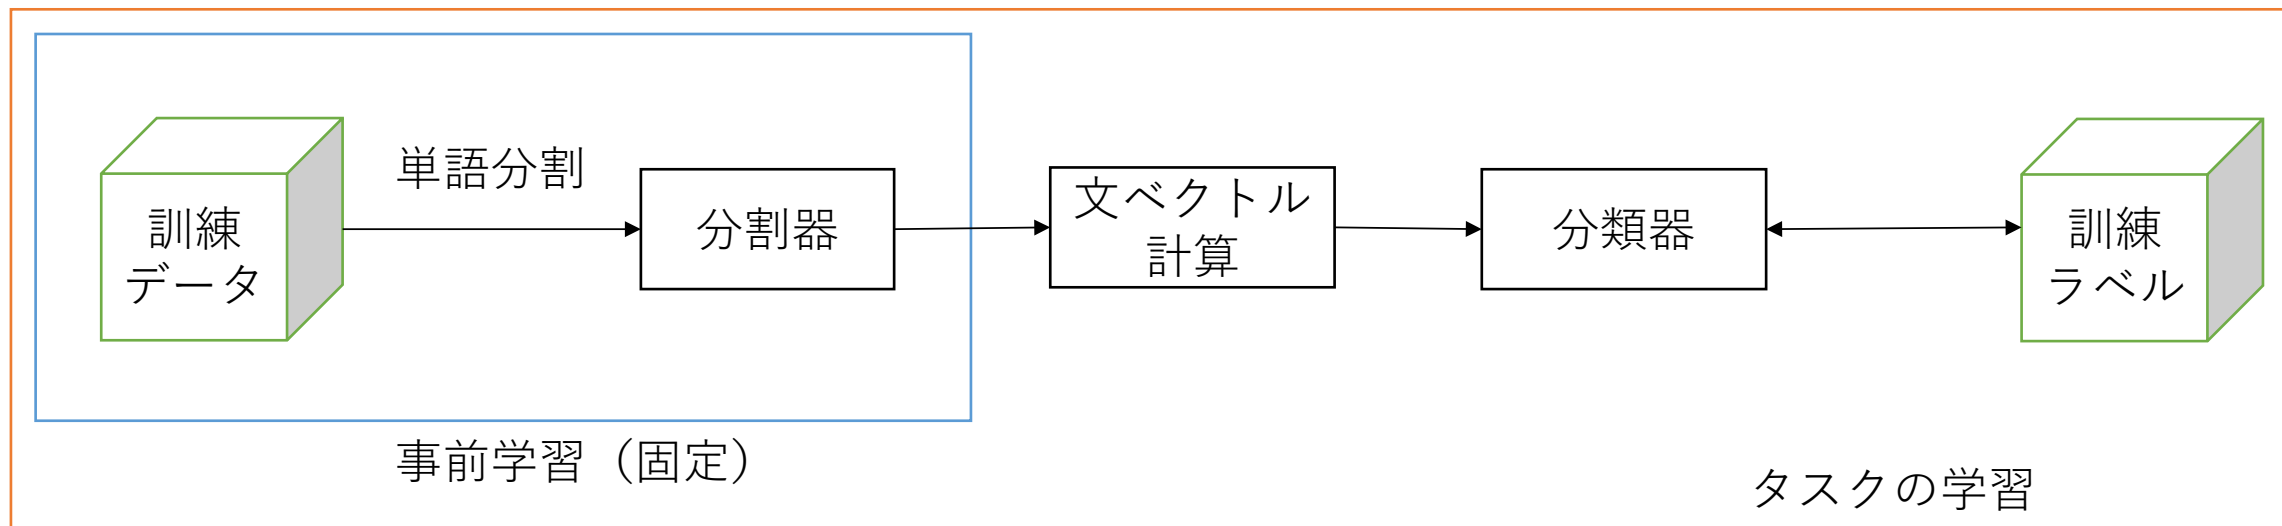 単語分割
訓練
データ
分割器
文ベクトル
計算
分類器
訓練
ラベル
事前学習（固定）
タスクの学習